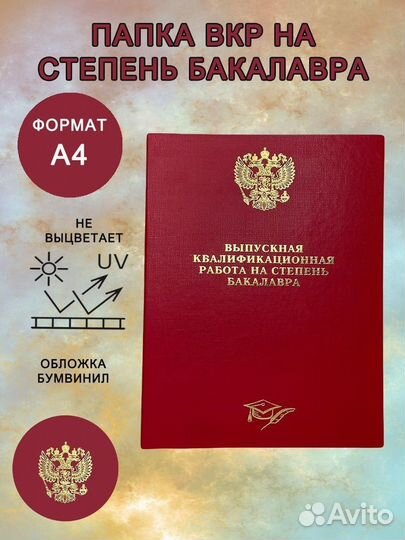 ПАПКА ВКР НА
СТЕПЕНЬ БАКАЛАВРА
ФОРМАТ
А4
НЕ
ВЫЦВЕТАЕТ
UV
ОБЛОЖКА
БУМВИНИЛ
ВЫПУСКНАЯ
КВАЛИФИКАЦИОННАЯ
РАБОТА НА СТЕПЕНЬ
БАКАЛАВРА
Avito